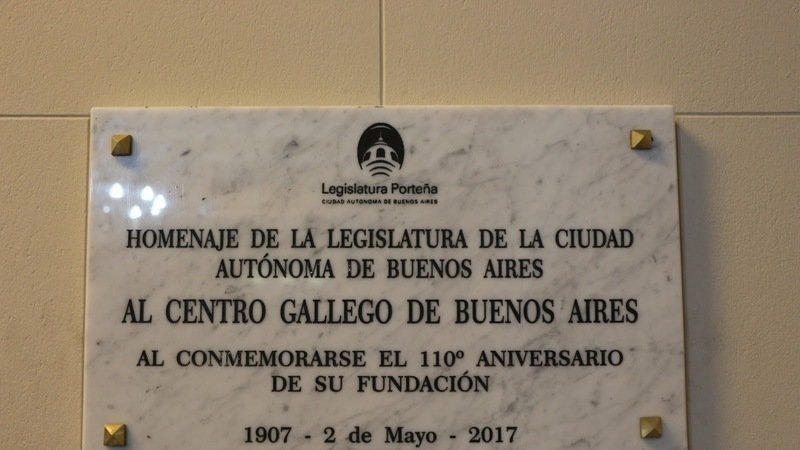 Legislatura Porteña
CIUDAD AUTONOMA DE BUENOS AIRES
HOMENAJE DE LA LEGISLATURA DE LA CIUDAD
AUTÓNOMA DE BUENOS AIRES
AL CENTRO GALLEGO DE BUENOS AIRES
AL CONMEMORARSE EL 110º ANIVERSARIO
DE SU FUNDACIÓN
1907 - 2 de Mayo - 2017